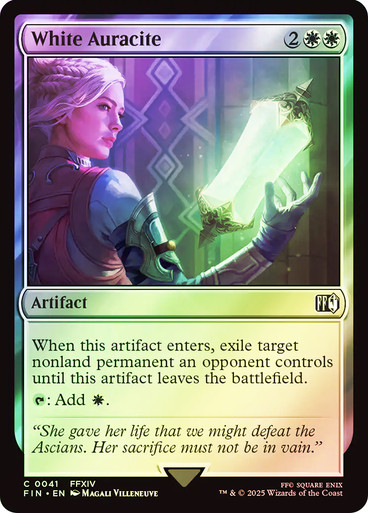 White Auracite 2
Artifact
When this artifact enters, exile target
nonland permanent an opponent controls
until this artifact leaves the battlefield.
: Add .
“She gave her life that we might defeat the
Ascians. Her sacrifice must not be in vain.”
C 0041 FFXIV
FIN • EN Magali Villeneuve
FF© SQUARE ENIX
™ & © 2025 Wizards of the Coast